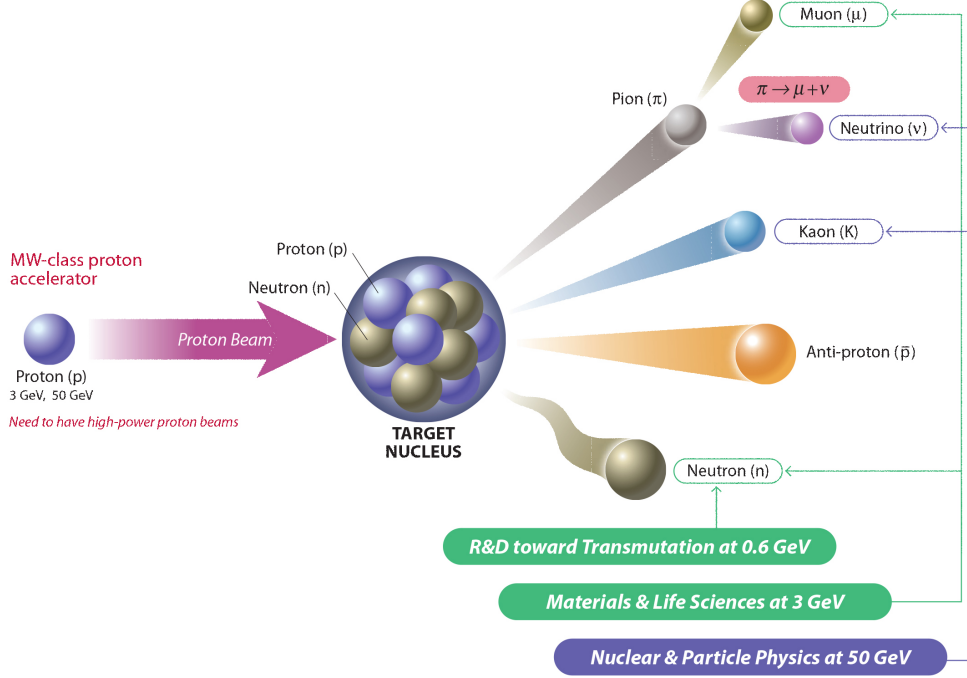 Muon (μ)
Pion (π)
π → μ + ν
Neutrino (ν)
Kaon (K)
Proton (p)
Neutron (n)
MW-class proton
accelerator
Proton Beam
Proton (p)
3 GeV, 50 GeV
Need to have high-power proton beams
Anti-proton (p̄)
TARGET
NUCLEUS
Neutron (n)
R&D toward Transmutation at 0.6 GeV
Materials & Life Sciences at 3 GeV
Nuclear & Particle Physics at 50 GeV